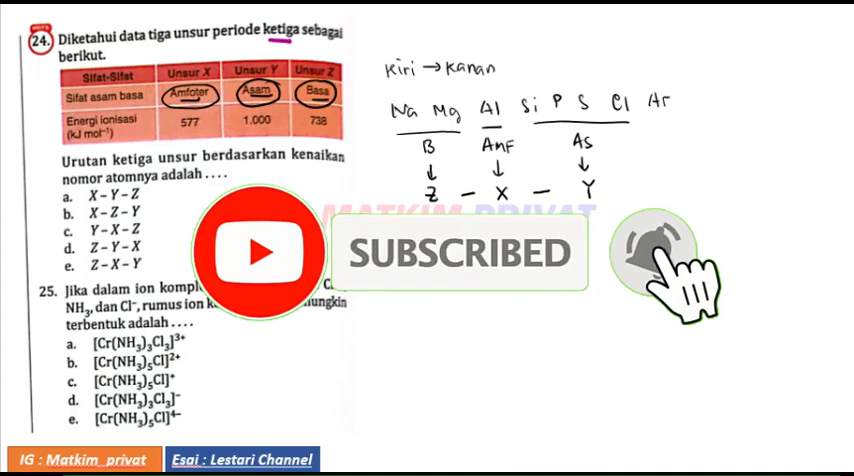 HOTS
24. Diketahui data tiga unsur periode ketiga sebagai
berikut.
Sifat-Sifat Unsur X Unsur Y Unsur Z
Sifat asam basa Amfoter Asam Basa
Energi ionisasi 577 1.000 738
(kJ mol⁻¹)
Urutan ketiga unsur berdasarkan kenaikan
nomor atomnya adalah . . . .
a. X – Y – Z
b. X – Z – Y
c. Y – X – Z
d. Z – Y – X
e. Z – X – Y
25. Jika dalam ion kompl
NH₃, dan Cl⁻, rumus ion k
terbentuk adalah . . . .
a. [Cr(NH₃)₃Cl₃]³⁺
b. [Cr(NH₃)₅Cl]²⁺
c. [Cr(NH₃)₅Cl]⁺
d. [Cr(NH₃)₃Cl₃]⁻
e. [Cr(NH₃)₅Cl]⁴⁻
Kiri → Kanan
Na Mg Al Si P S Cl Ar
B Amf As
↓ ↓ ↓
Z – X – Y
MATKIM PRIVAT
SUBSCRIBED
IG : Matkim_privat
Esai : Lestari Channel